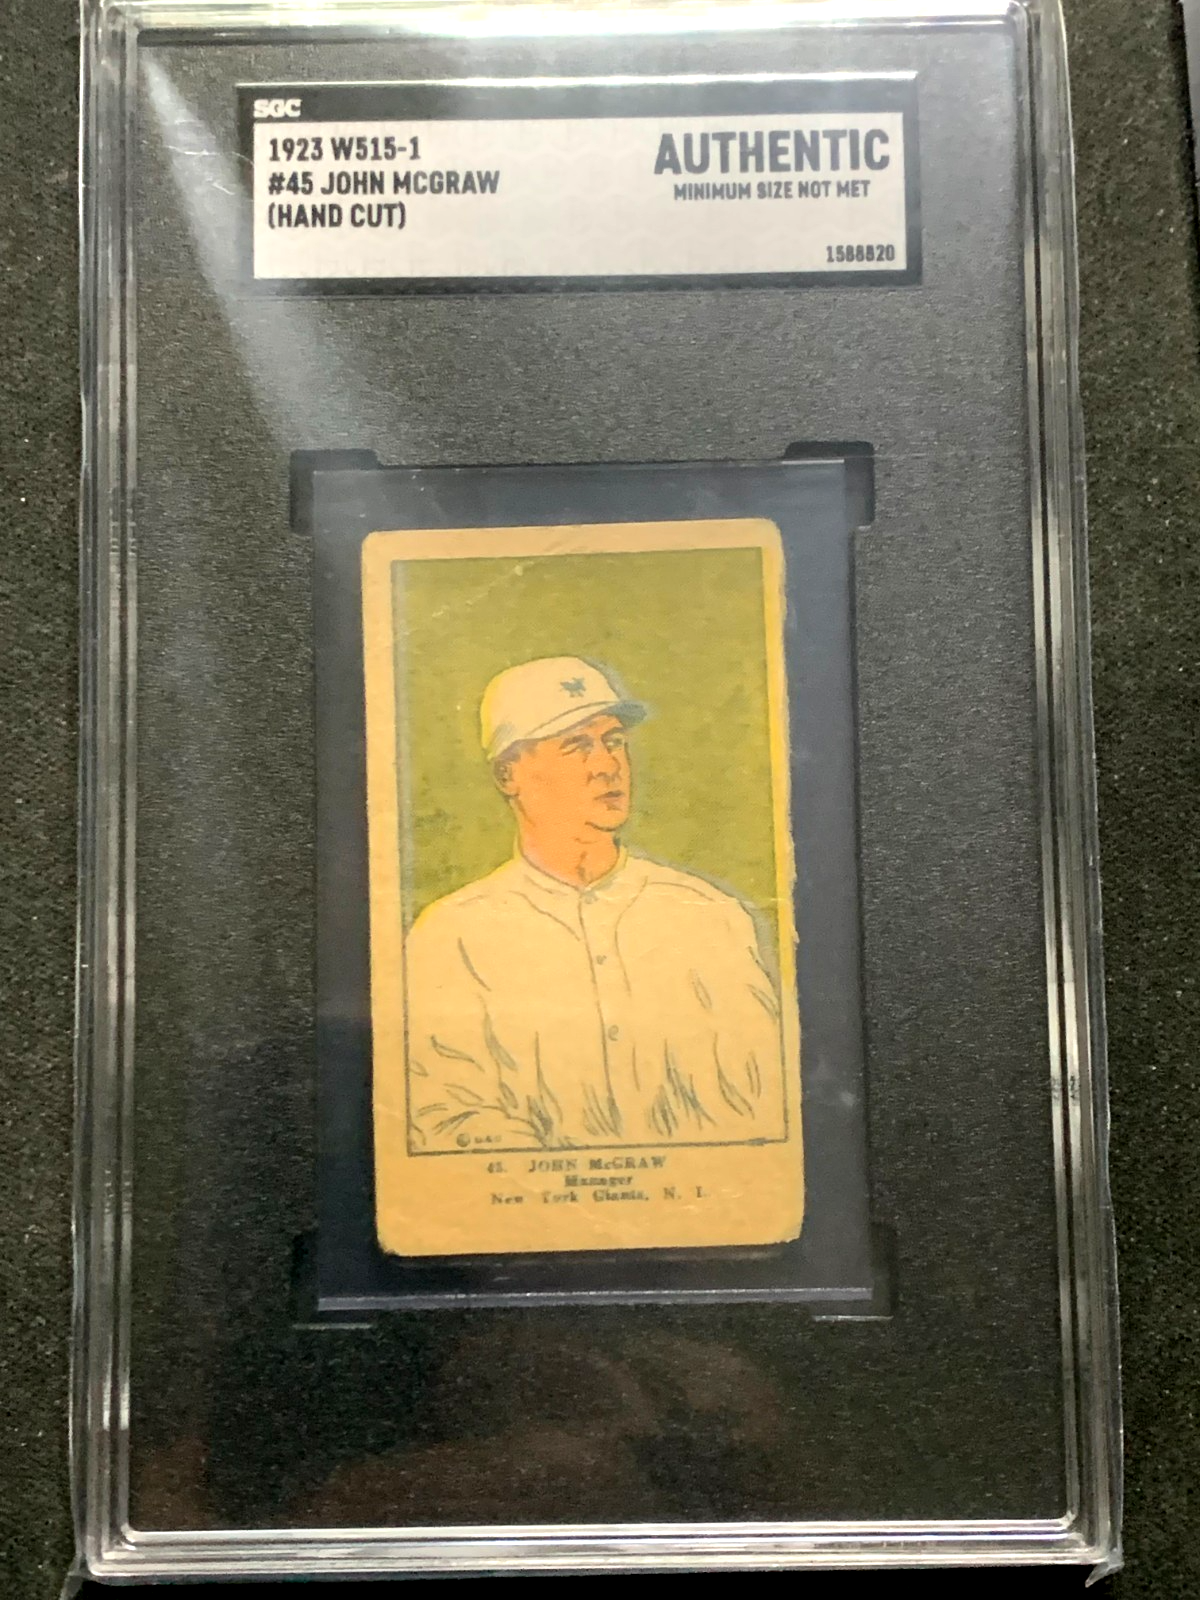 SGC
1923 W515-1
#45 JOHN MCGRAW
(HAND CUT)
AUTHENTIC
MINIMUM SIZE NOT MET
1588820
45. JOHN McGRAW
Manager
New York Giants, N. L.